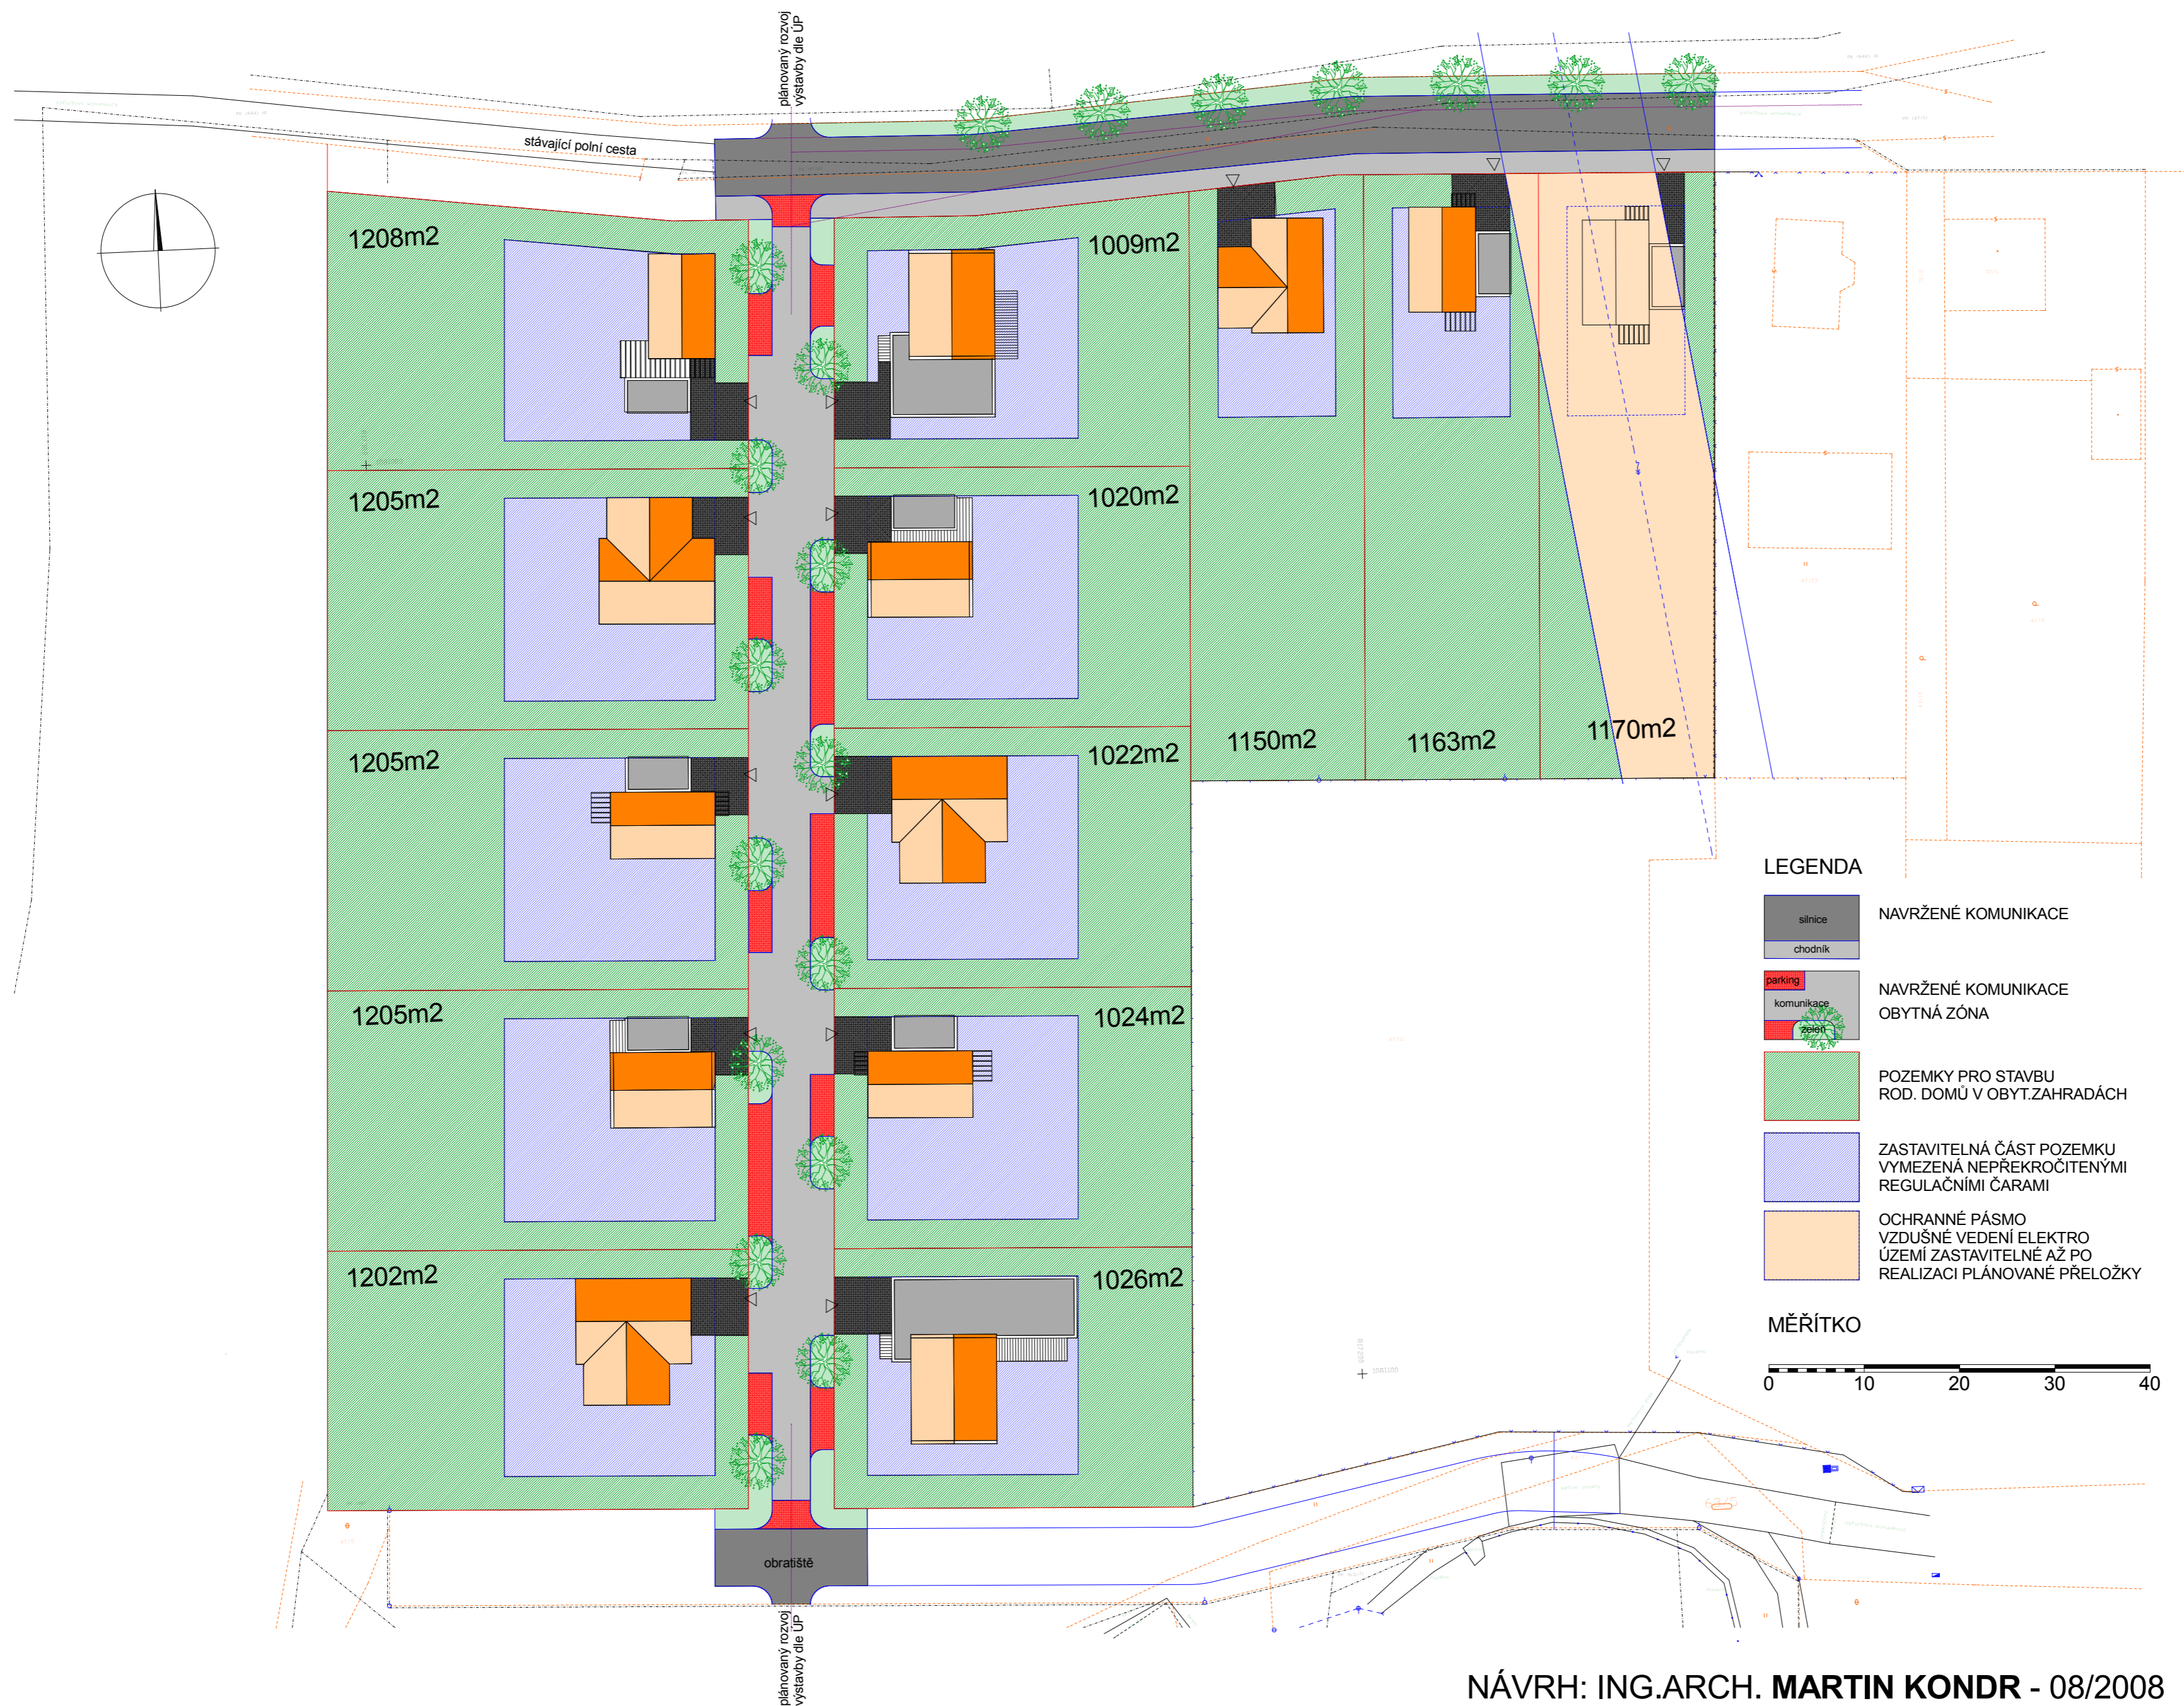 plánovaný rozvoj
výstavby dle ÚP
stávající polní cesta
1208m2
1009m2
1205m2
1020m2
1205m2
1022m2
1150m2
1163m2
1170m2
1205m2
1024m2
1202m2
1026m2
LEGENDA
silnice
chodník
NAVRŽENÉ KOMUNIKACE
parking
komunikace
zeleň
NAVRŽENÉ KOMUNIKACE
OBYTNÁ ZÓNA
POZEMKY PRO STAVBU
ROD. DOMŮ V OBYT.ZAHRADÁCH
ZASTAVITELNÁ ČÁST POZEMKU
VYMEZENÁ NEPŘEKROČITENÝMI
REGULAČNÍMI ČARAMI
OCHRANNÉ PÁSMO
VZDUŠNÉ VEDENÍ ELEKTRO
ÚZEMÍ ZASTAVITELNÉ AŽ PO
REALIZACI PLÁNOVANÉ PŘELOŽKY
MĚŘÍTKO
0 10 20 30 40
obratiště
plánovaný rozvoj
výstavby dle ÚP
NÁVRH: ING.ARCH. MARTIN KONDR - 08/2008